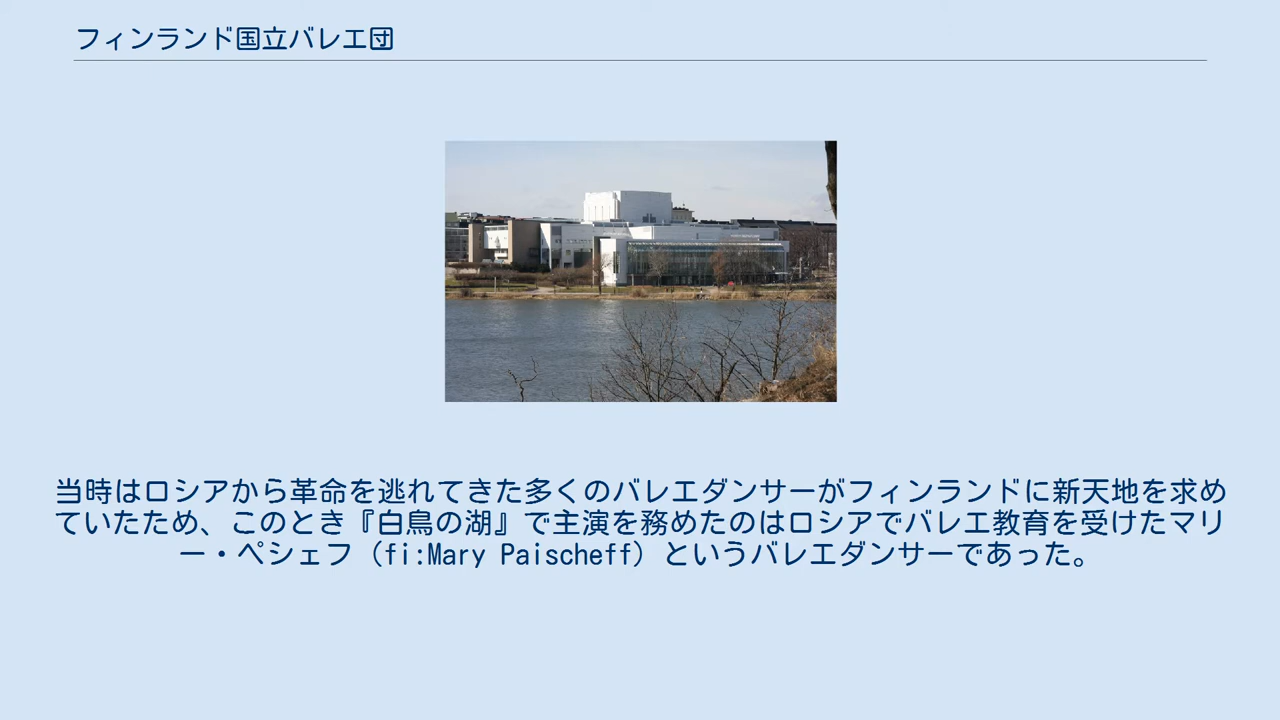 フィンランド国立バレエ団
当時はロシアから革命を逃れてきた多くのバレエダンサーがフィンランドに新天地を求め
ていたため、このとき『白鳥の湖』で主演を務めたのはロシアでバレエ教育を受けたマリ
ー・ペシェフ（fi:Mary Paischeff）というバレエダンサーであった。